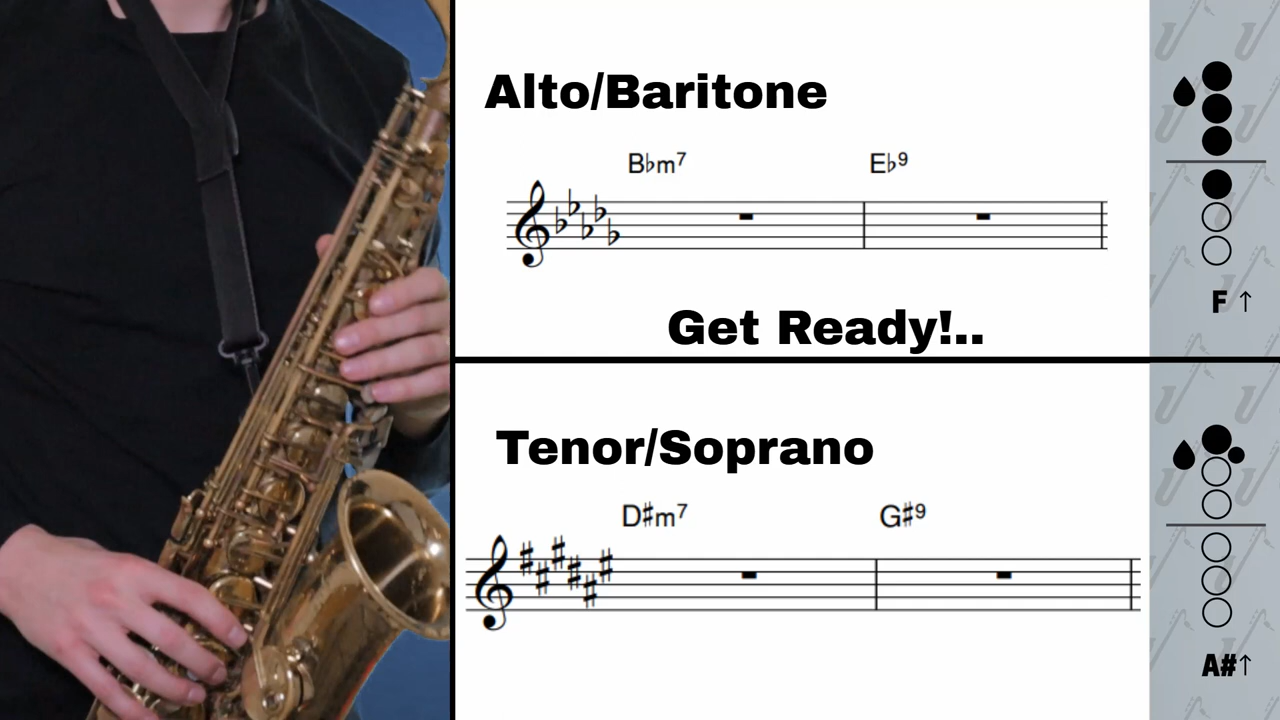 Alto/Baritone
B♭m7 E♭9
Get Ready!..
F ↑
Tenor/Soprano
D♯m7 G♯9
A#↑